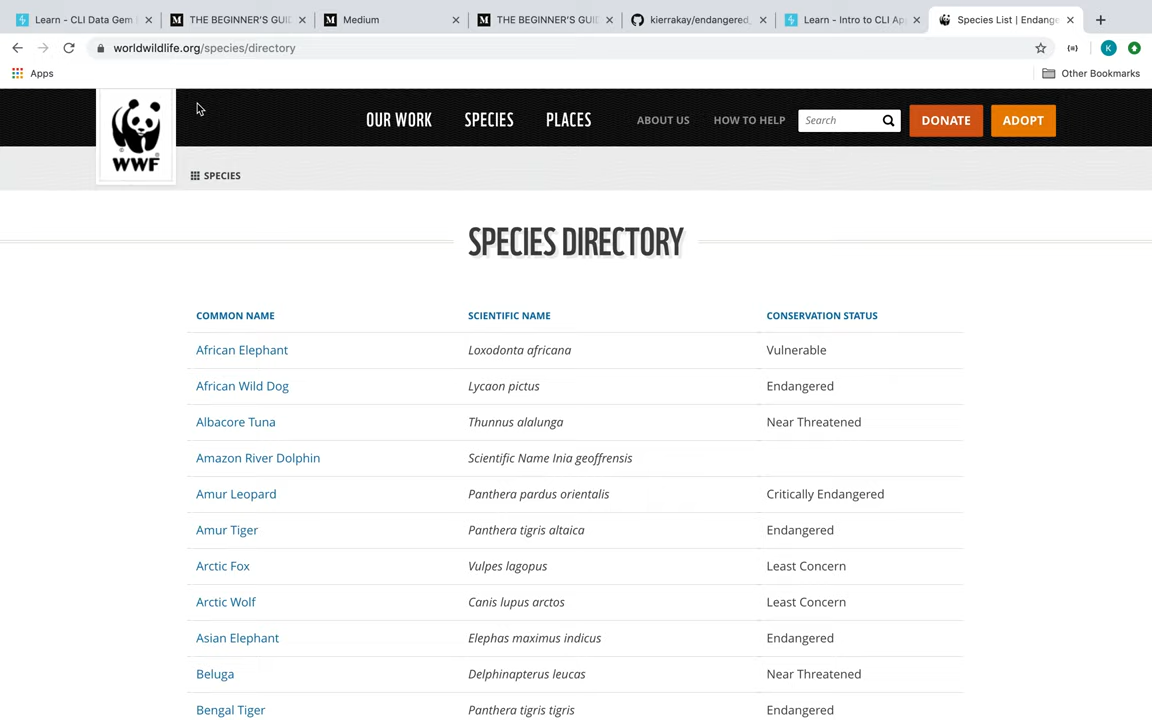 Learn - CLI Data Gem
THE BEGINNER'S GUID
Medium
THE BEGINNER'S GUID
kierrakay/endangered_
Learn - Intro to CLI Ap
Species List | Endange
worldwildlife.org/species/directory
K
Apps
Other Bookmarks
WWF
OUR WORK
SPECIES
PLACES
ABOUT US
HOW TO HELP
Search
DONATE
ADOPT
SPECIES
SPECIES DIRECTORY
COMMON NAME SCIENTIFIC NAME CONSERVATION STATUS
African Elephant Loxodonta africana Vulnerable
African Wild Dog Lycaon pictus Endangered
Albacore Tuna Thunnus alalunga Near Threatened
Amazon River Dolphin Scientific Name Inia geoffrensis
Amur Leopard Panthera pardus orientalis Critically Endangered
Amur Tiger Panthera tigris altaica Endangered
Arctic Fox Vulpes lagopus Least Concern
Arctic Wolf Canis lupus arctos Least Concern
Asian Elephant Elephas maximus indicus Endangered
Beluga Delphinapterus leucas Near Threatened
Bengal Tiger Panthera tigris tigris Endangered